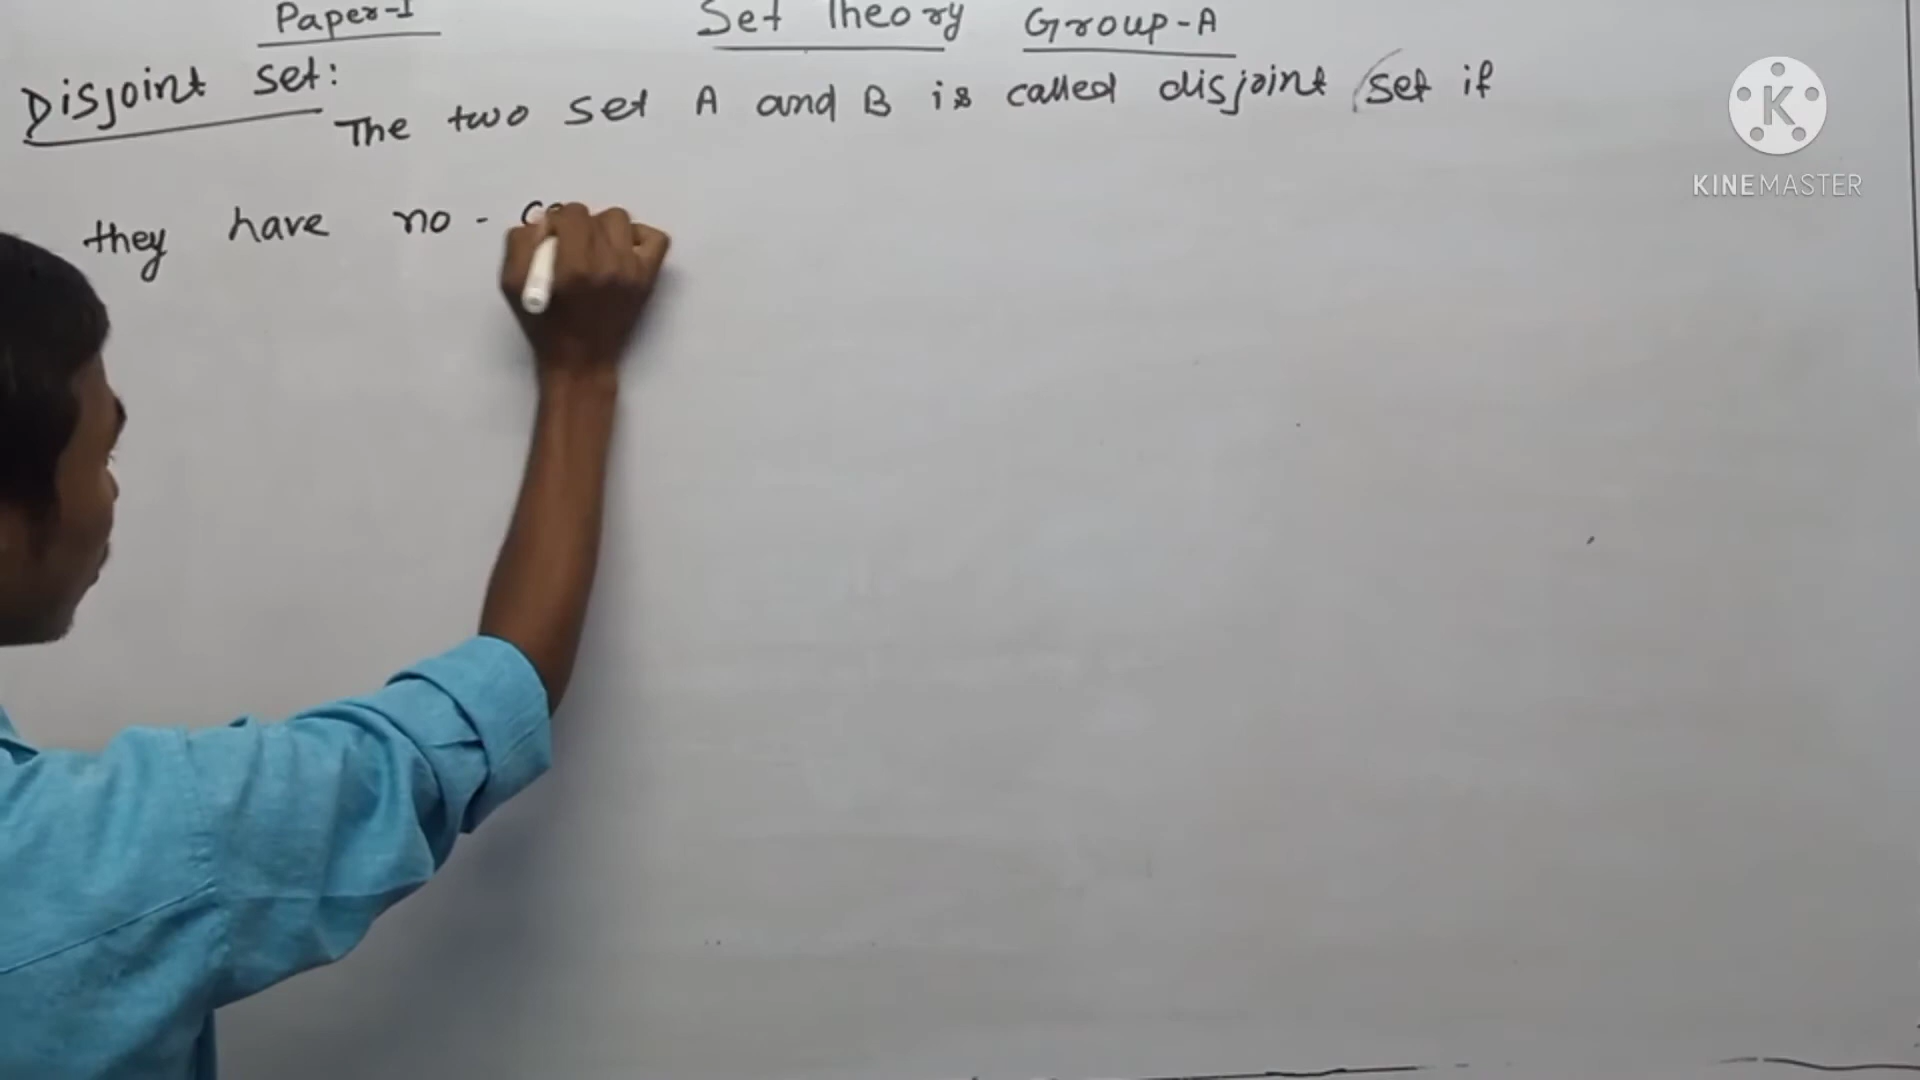 Paper-I Set Theory Group-A
Disjoint set:
The two set A and B is called disjoint set if
they have no -
KINEMASTER